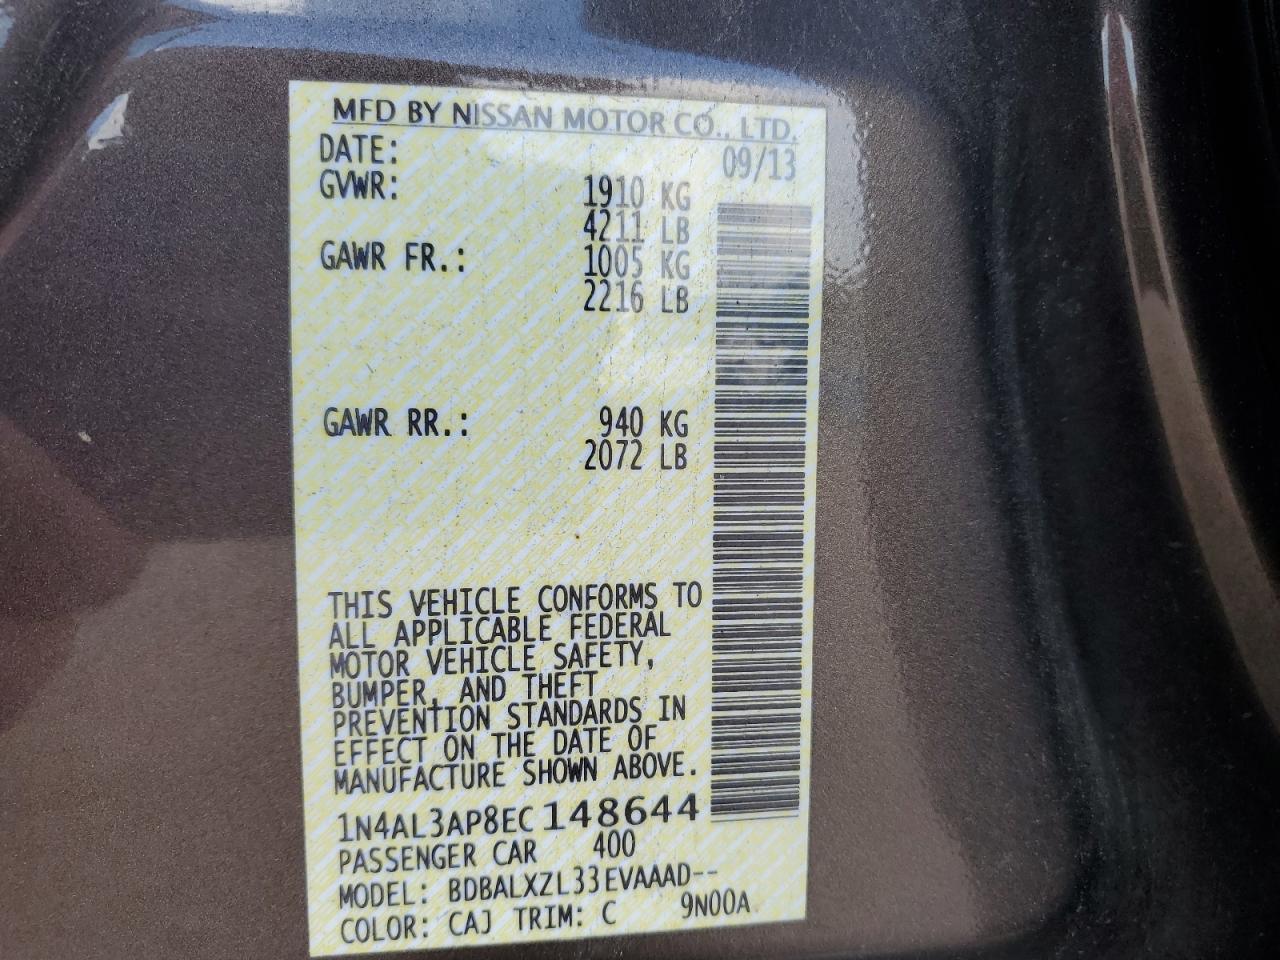 MFD BY NISSAN MOTOR CO., LTD.
DATE: 09/13
GVWR: 1910 KG
4211 LB
GAWR FR.: 1005 KG
2216 LB
GAWR RR.: 940 KG
2072 LB
THIS VEHICLE CONFORMS TO
ALL APPLICABLE FEDERAL
MOTOR VEHICLE SAFETY,
BUMPER, AND THEFT
PREVENTION STANDARDS IN
EFFECT ON THE DATE OF
MANUFACTURE SHOWN ABOVE.
1N4AL3AP8EC148644
PASSENGER CAR 400
MODEL: BDBALXZL33EVAAAD--
COLOR: CAJ TRIM: C 9N00A